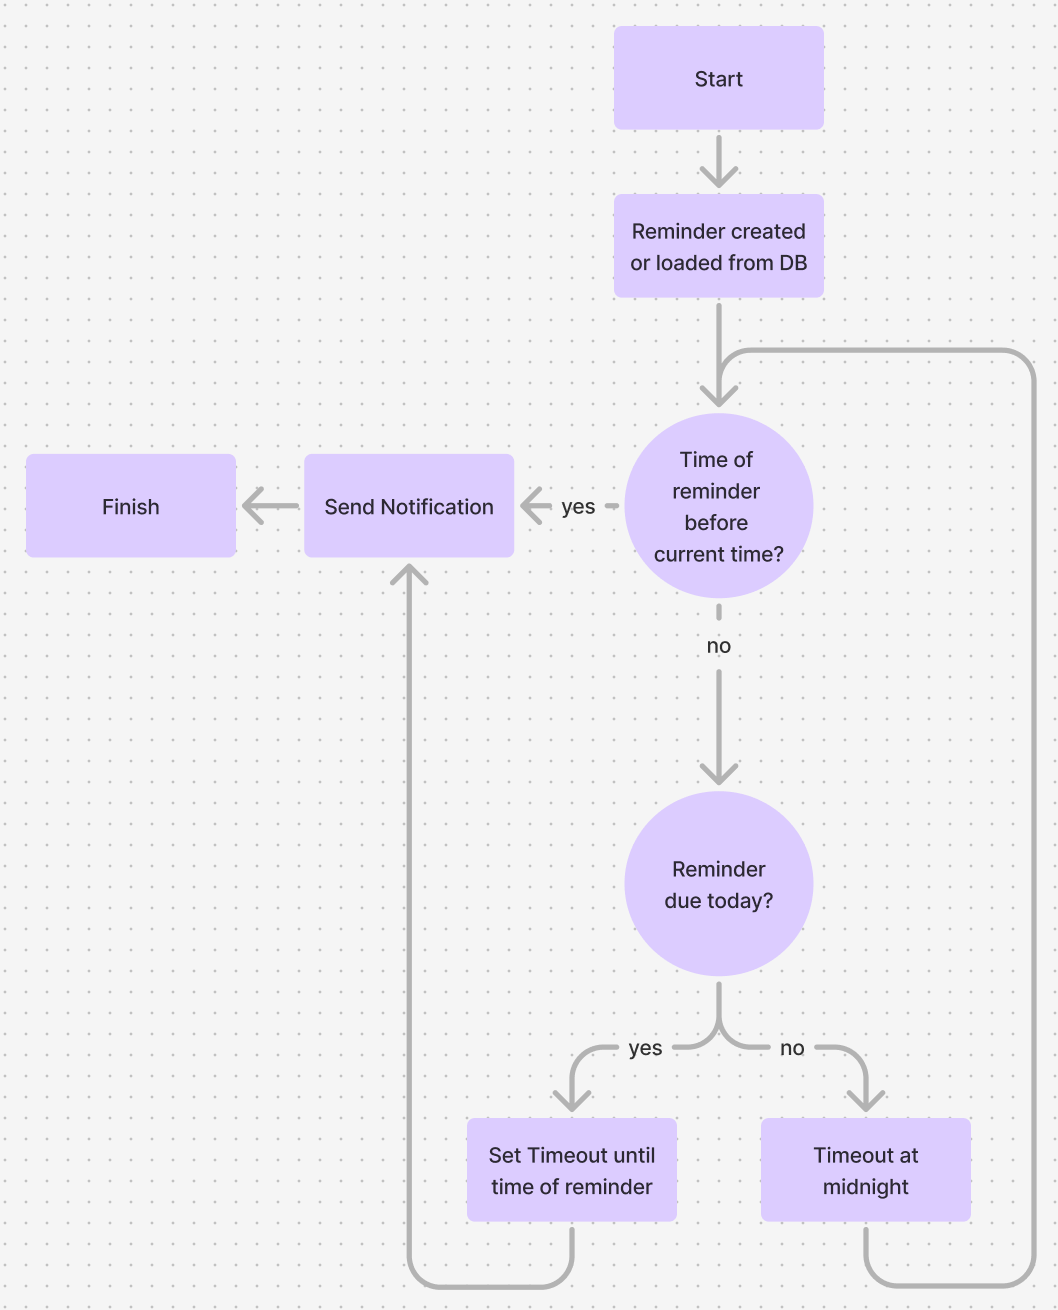 Start
Reminder created
or loaded from DB
Time of
reminder
before
current time?
yes
Send Notification
Finish
no
Reminder
due today?
yes
no
Set Timeout until
time of reminder
Timeout at
midnight